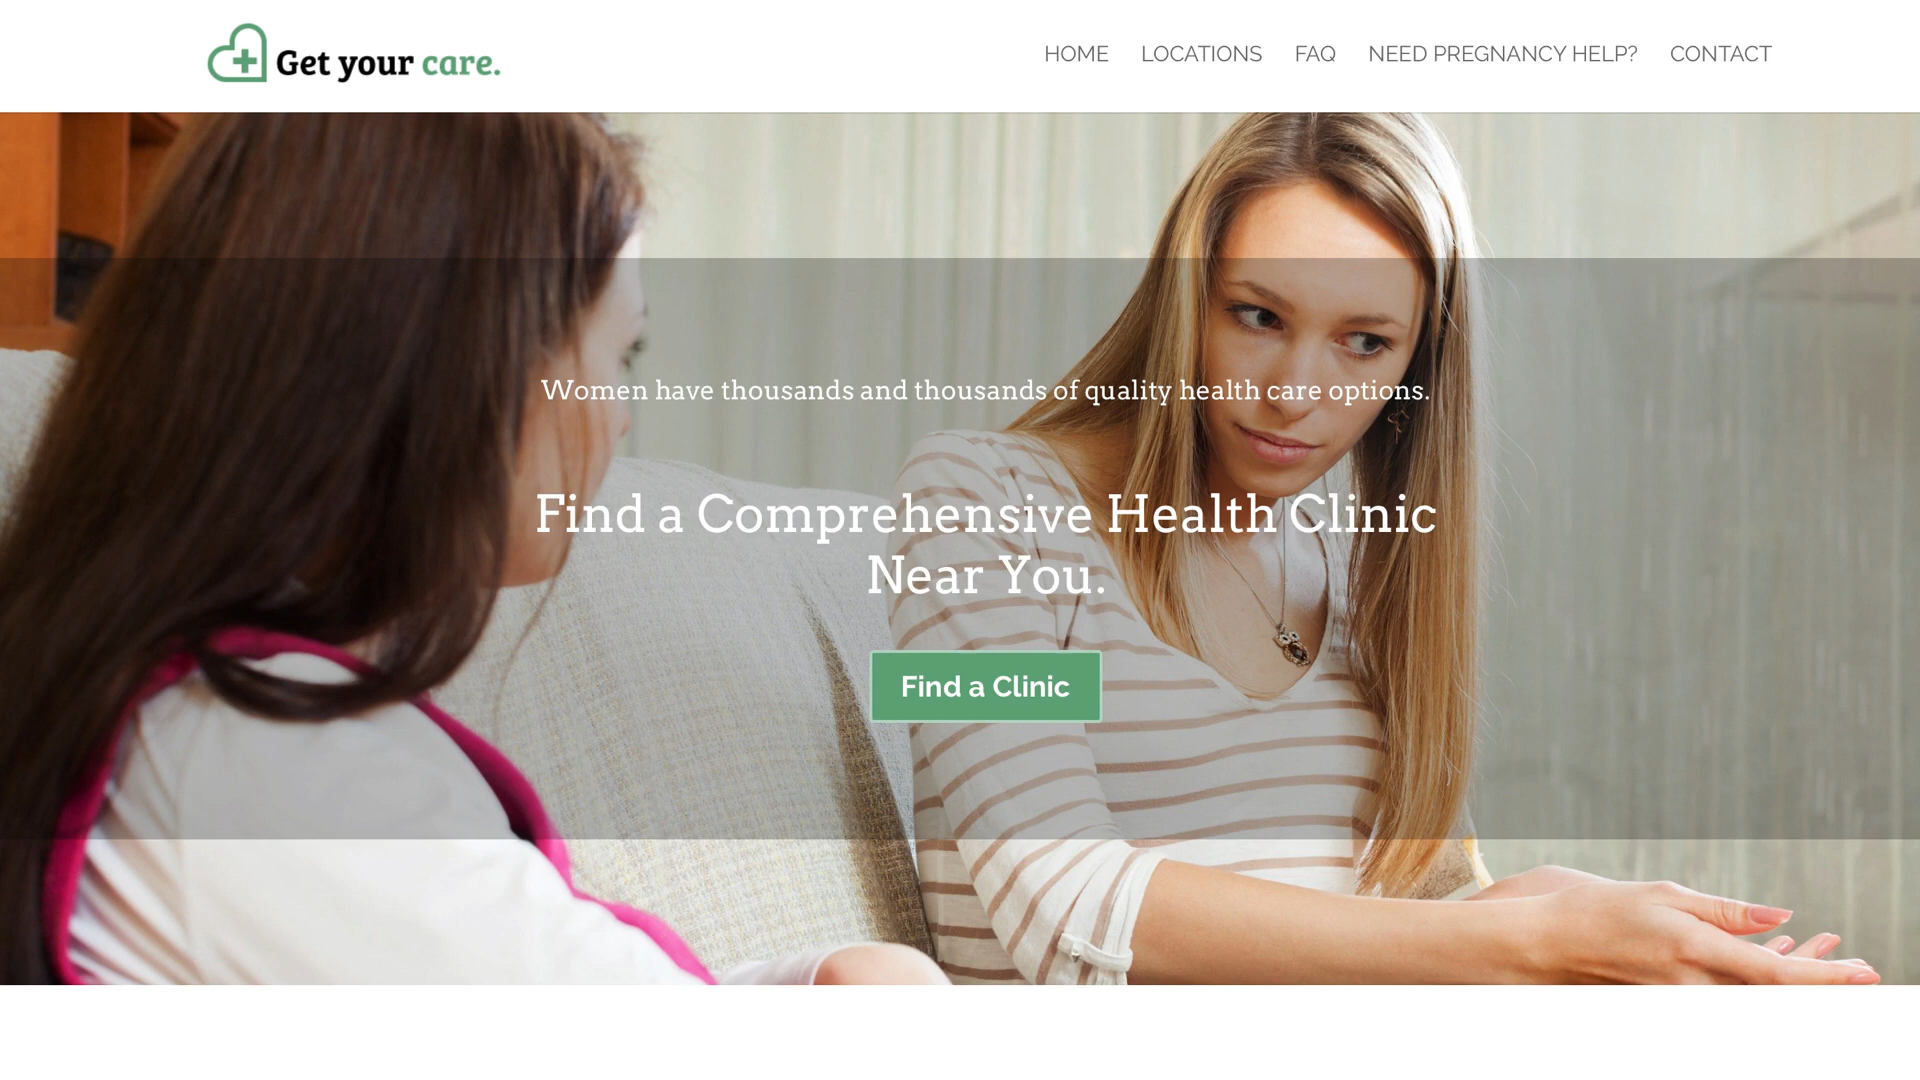 Get your care.
HOME LOCATIONS FAQ NEED PREGNANCY HELP? CONTACT
Women have thousands and thousands of quality health care options.
Find a Comprehensive Health Clinic
Near You.
Find a Clinic